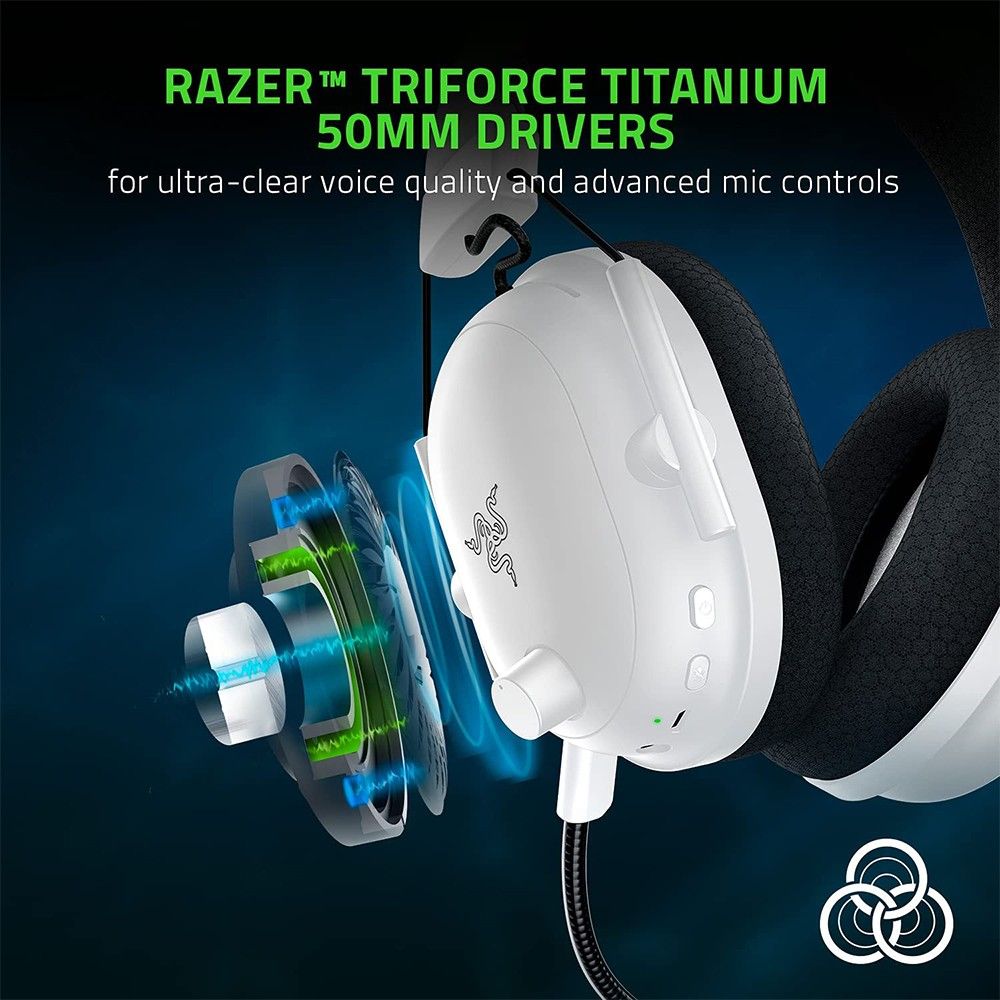 RAZER™ TRIFORCE TITANIUM
50MM DRIVERS
for ultra-clear voice quality and advanced mic controls